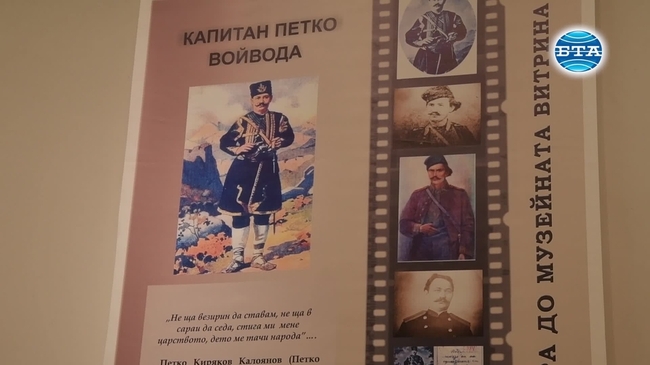 КАПИТАН ПЕТКО
ВОЙВОДА
„Не ща везирин да ставам, не ща в
сараи да седа, стига ми мене
царството, дето ме тачи народа"....
Петко Киряков Калоянов (Петко
ДО МУЗЕЙНАТА ВИТРИНА
БТА